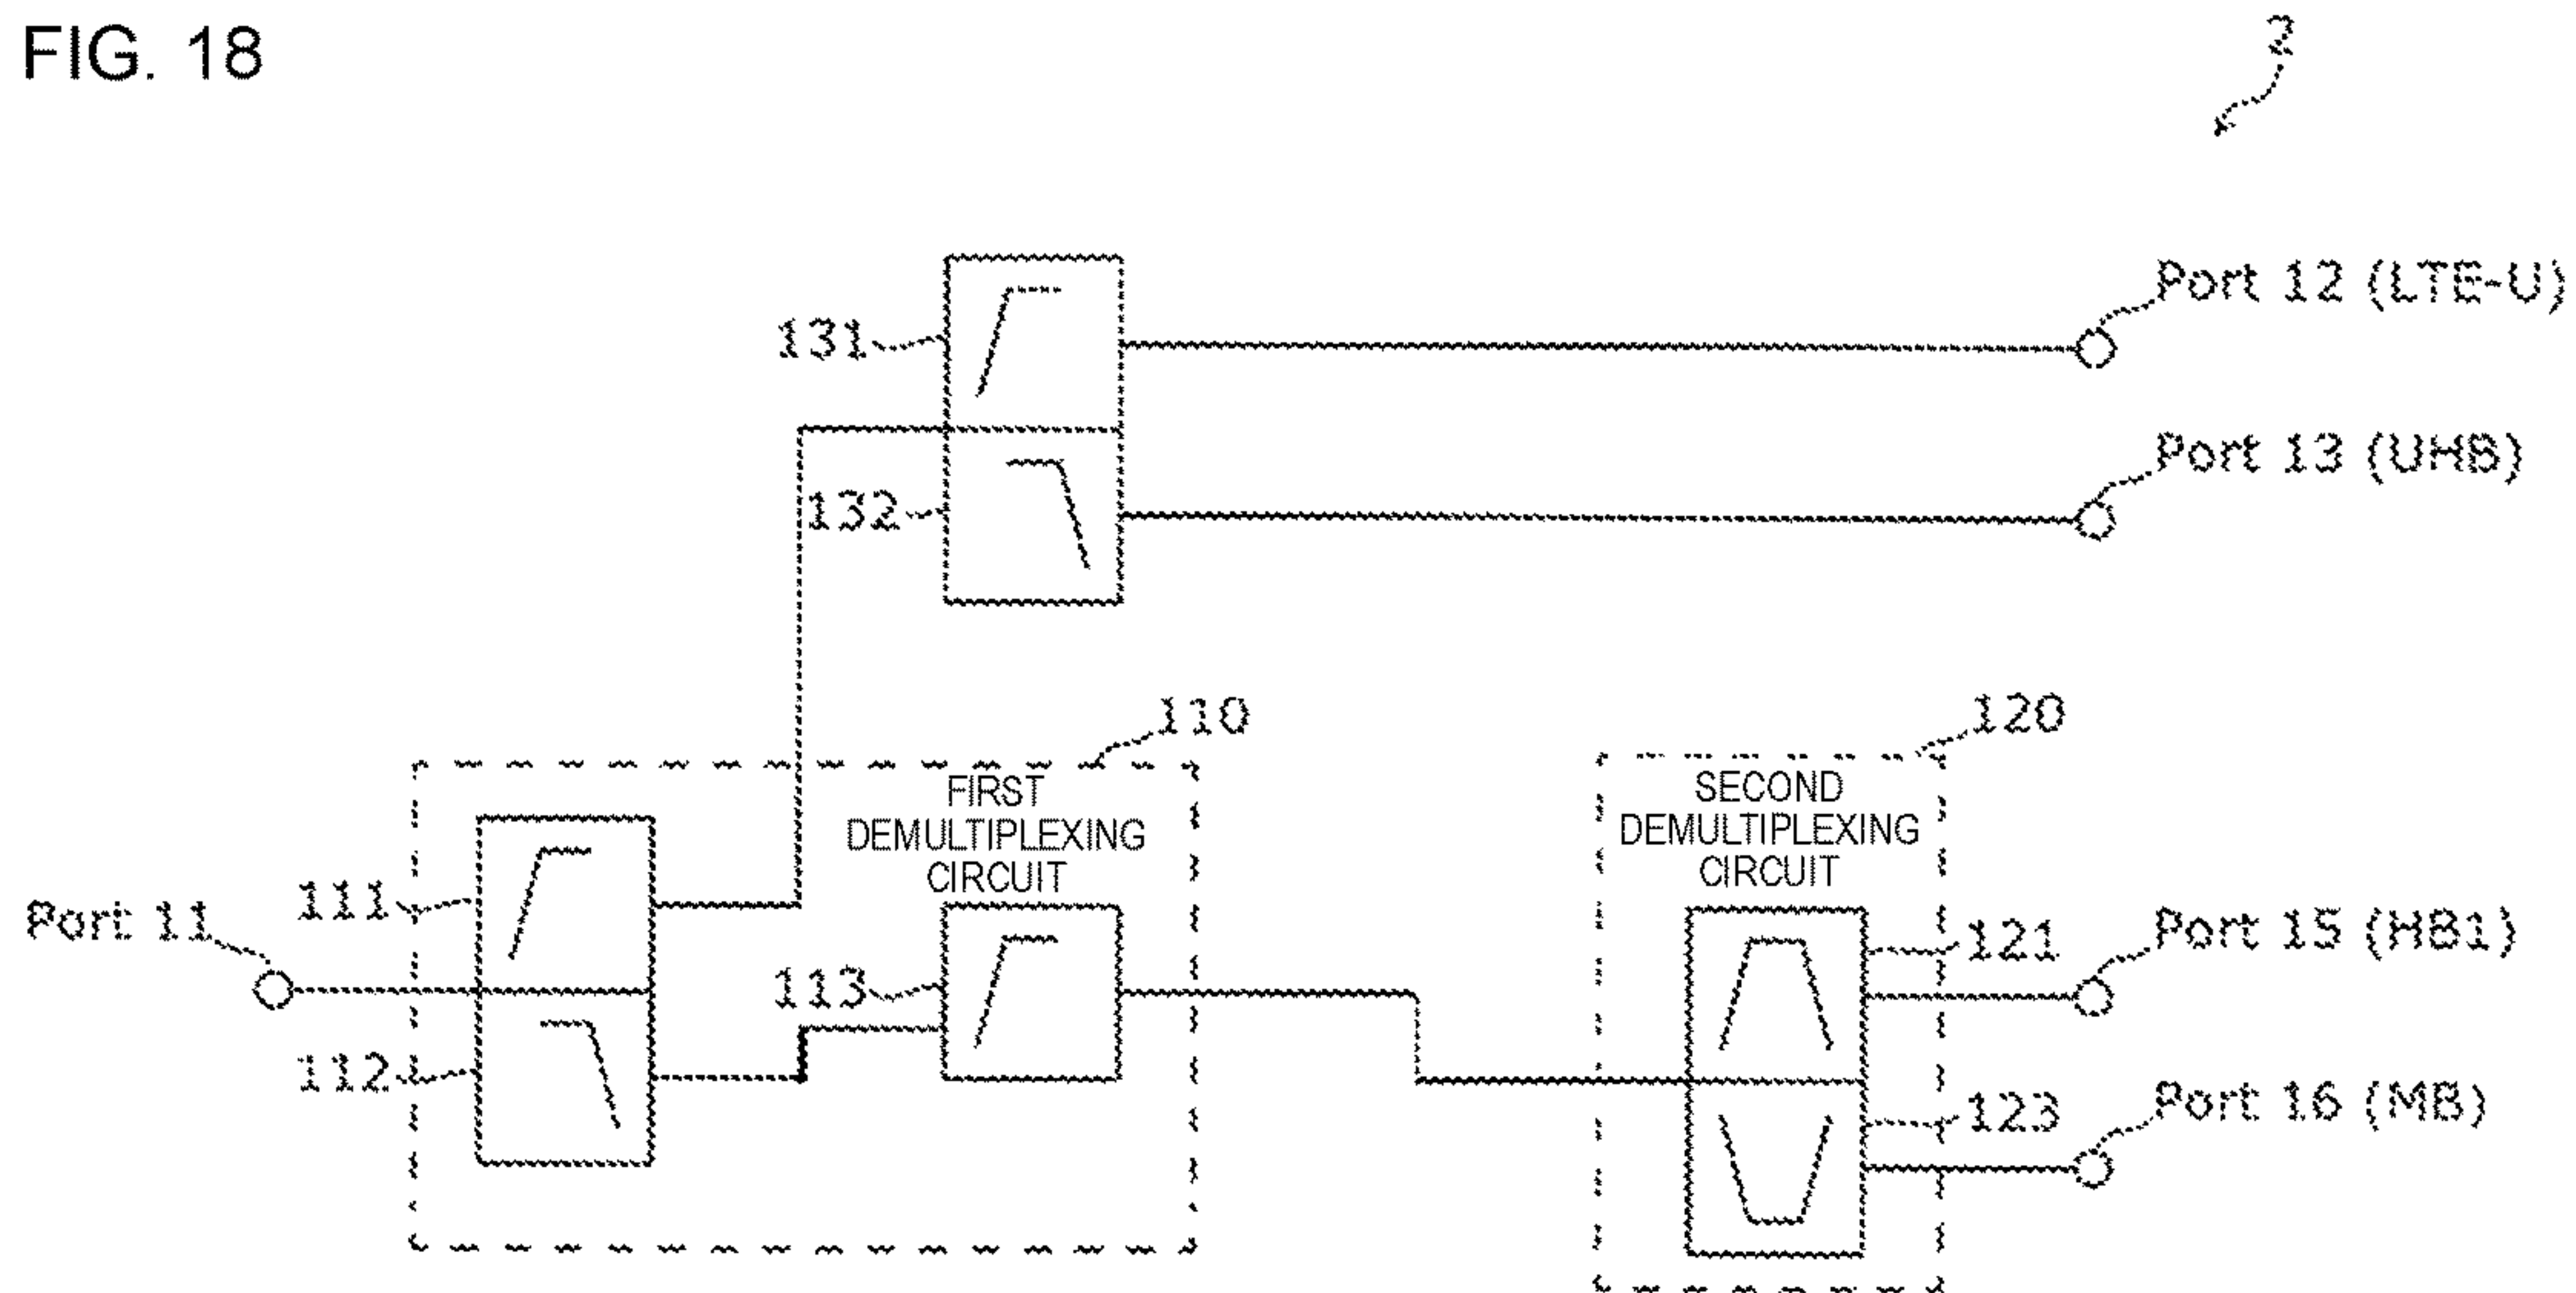 FIG. 18
2
Port 12 (LTE-U)
131
Port 13 (UHB)
132
110
120
FIRST
DEMULTIPLEXING
CIRCUIT
SECOND
DEMULTIPLEXING
CIRCUIT
111
Port 11
113
121
Port 15 (HB1)
112
123
Port 16 (MB)